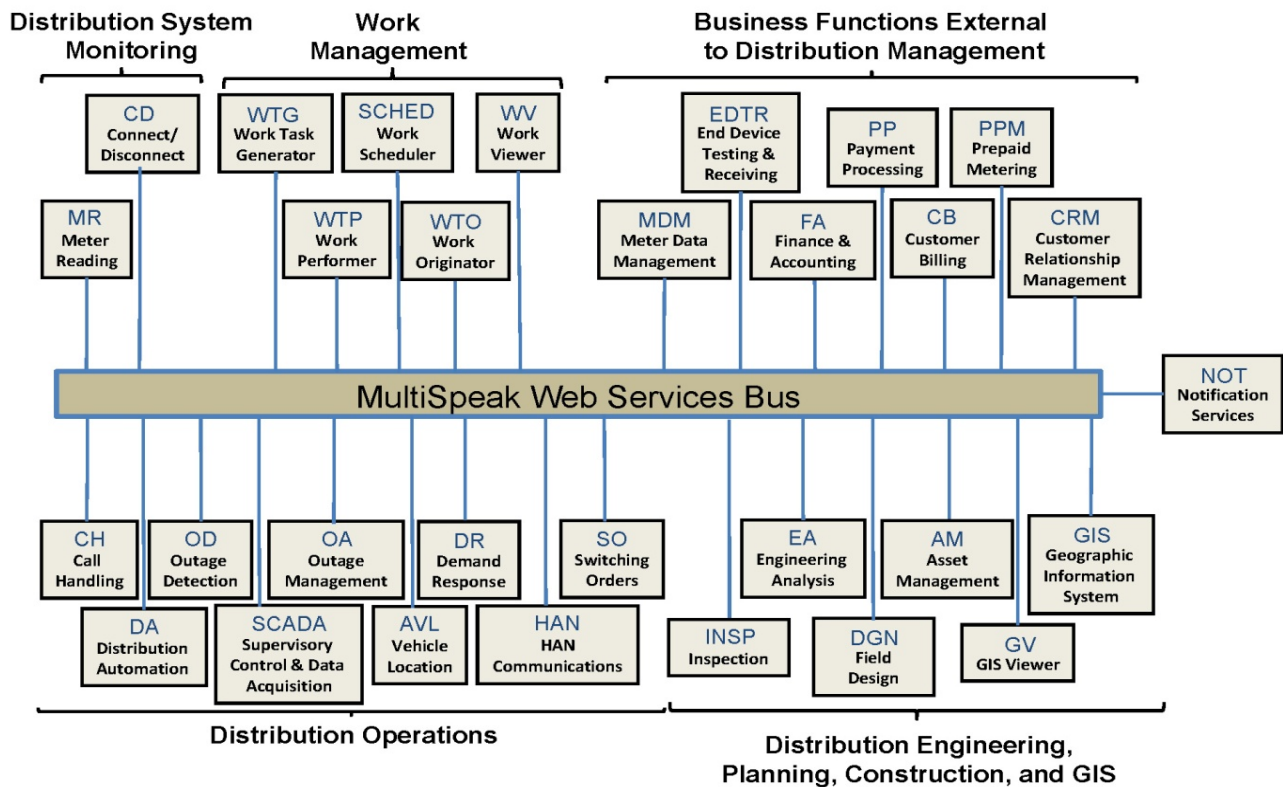 Distribution System
Monitoring
Work
Management
Business Functions External
to Distribution Management
CD
Connect/
Disconnect
WTG
Work Task
Generator
SCHED
Work
Scheduler
WV
Work
Viewer
EDTR
End Device
Testing &
Receiving
PP
Payment
Processing
PPM
Prepaid
Metering
MR
Meter
Reading
WTP
Work
Performer
WTO
Work
Originator
MDM
Meter Data
Management
FA
Finance &
Accounting
CB
Customer
Billing
CRM
Customer
Relationship
Management
MultiSpeak Web Services Bus
NOT
Notification
Services
CH
Call
Handling
OD
Outage
Detection
OA
Outage
Management
DR
Demand
Response
SO
Switching
Orders
EA
Engineering
Analysis
AM
Asset
Management
GIS
Geographic
Information
System
DA
Distribution
Automation
SCADA
Supervisory
Control & Data
Acquisition
AVL
Vehicle
Location
HAN
HAN
Communications
INSP
Inspection
DGN
Field
Design
GV
GIS Viewer
Distribution Operations
Distribution Engineering,
Planning, Construction, and GIS